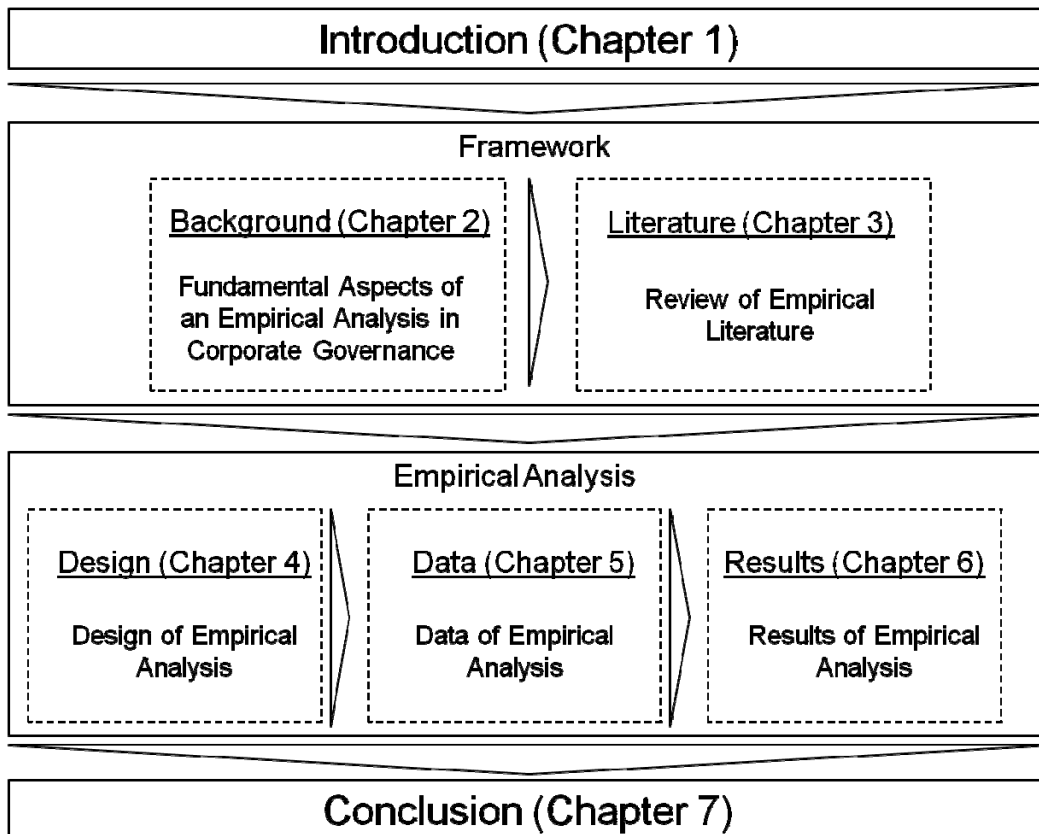 Introduction (Chapter 1)
Framework
Background (Chapter 2)
Fundamental Aspects of
an Empirical Analysis in
Corporate Governance
Literature (Chapter 3)
Review of Empirical
Literature
Empirical Analysis
Design (Chapter 4)
Design of Empirical
Analysis
Data (Chapter 5)
Data of Empirical
Analysis
Results (Chapter 6)
Results of Empirical
Analysis
Conclusion (Chapter 7)